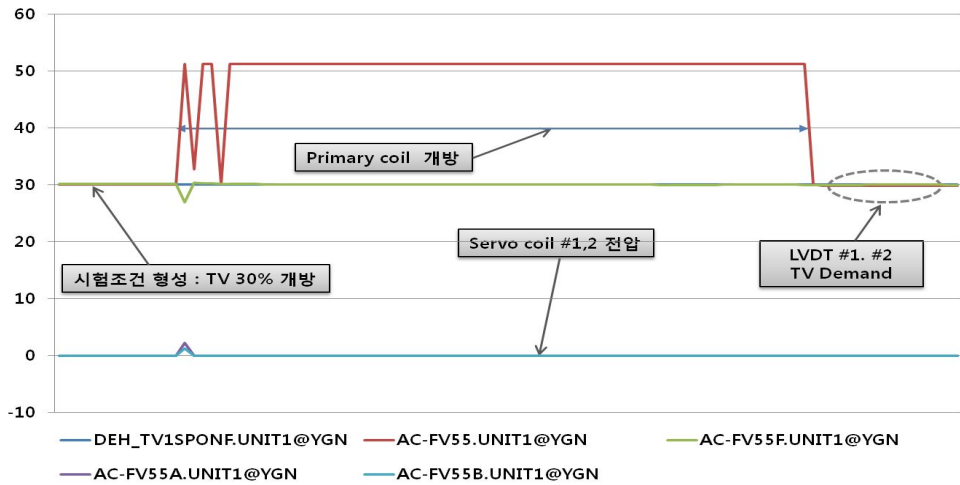 60
50
40
30
20
10
0
-10
Primary coil 개방
Servo coil #1,2 전압
시험조건 형성 : TV 30% 개방
LVDT #1. #2
TV Demand
DEH_TV1SPONF.UNIT1@YGN
AC-FV55.UNIT1@YGN
AC-FV55F.UNIT1@YGN
AC-FV55A.UNIT1@YGN
AC-FV55B.UNIT1@YGN